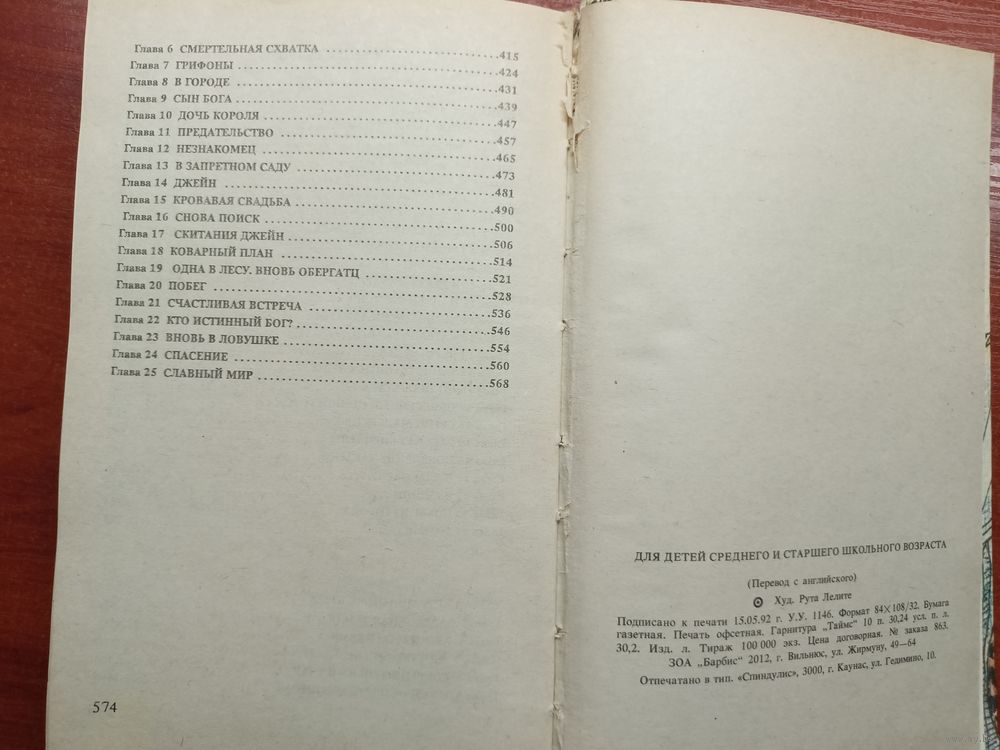 Глава 6 СМЕРТЕЛЬНАЯ СХВАТКА ............415
Глава 7 ГРИФОНЫ ............424
Глава 8 В ГОРОДЕ ............431
Глава 9 СЫН БОГА ............439
Глава 10 ДОЧЬ КОРОЛЯ ............447
Глава 11 ПРЕДАТЕЛЬСТВО ............457
Глава 12 НЕЗНАКОМЕЦ ............465
Глава 13 В ЗАПРЕТНОМ САДУ ............473
Глава 14 ДЖЕЙН ............481
Глава 15 КРОВАВАЯ СВАДЬБА ............490
Глава 16 СНОВА ПОИСК ............500
Глава 17 СКИТАНИЯ ДЖЕЙН ............506
Глава 18 КОВАРНЫЙ ПЛАН ............514
Глава 19 ОДНА В ЛЕСУ. ВНОВЬ ОБЕРГАТЦ ............521
Глава 20 ПОБЕГ ............528
Глава 21 СЧАСТЛИВАЯ ВСТРЕЧА ............536
Глава 22 КТО ИСТИННЫЙ БОГ? ............546
Глава 23 ВНОВЬ В ЛОВУШКЕ ............554
Глава 24 СПАСЕНИЕ ............560
Глава 25 СЛАВНЫЙ МИР ............568
574
ДЛЯ ДЕТЕЙ СРЕДНЕГО И СТАРШЕГО ШКОЛЬНОГО ВОЗРАСТА
(Перевод с английского)
Худ. Рута Лелите
Подписано к печати 15.05.92 г. У.У. 1146. Формат 84×108/32. Бумага
газетная. Печать офсетная. Гарнитура „Таймс" 10 п. 30,24 усл. п. л.
30,2. Изд. л. Тираж 100 000 экз. Цена договорная. № заказа 863.
ЗОА „Барбис" 2012, г. Вильнюс, ул. Жирмуну, 49—64
Отпечатано в тип. «Спиндулис», 3000, г. Каунас, ул. Гедимино, 10.